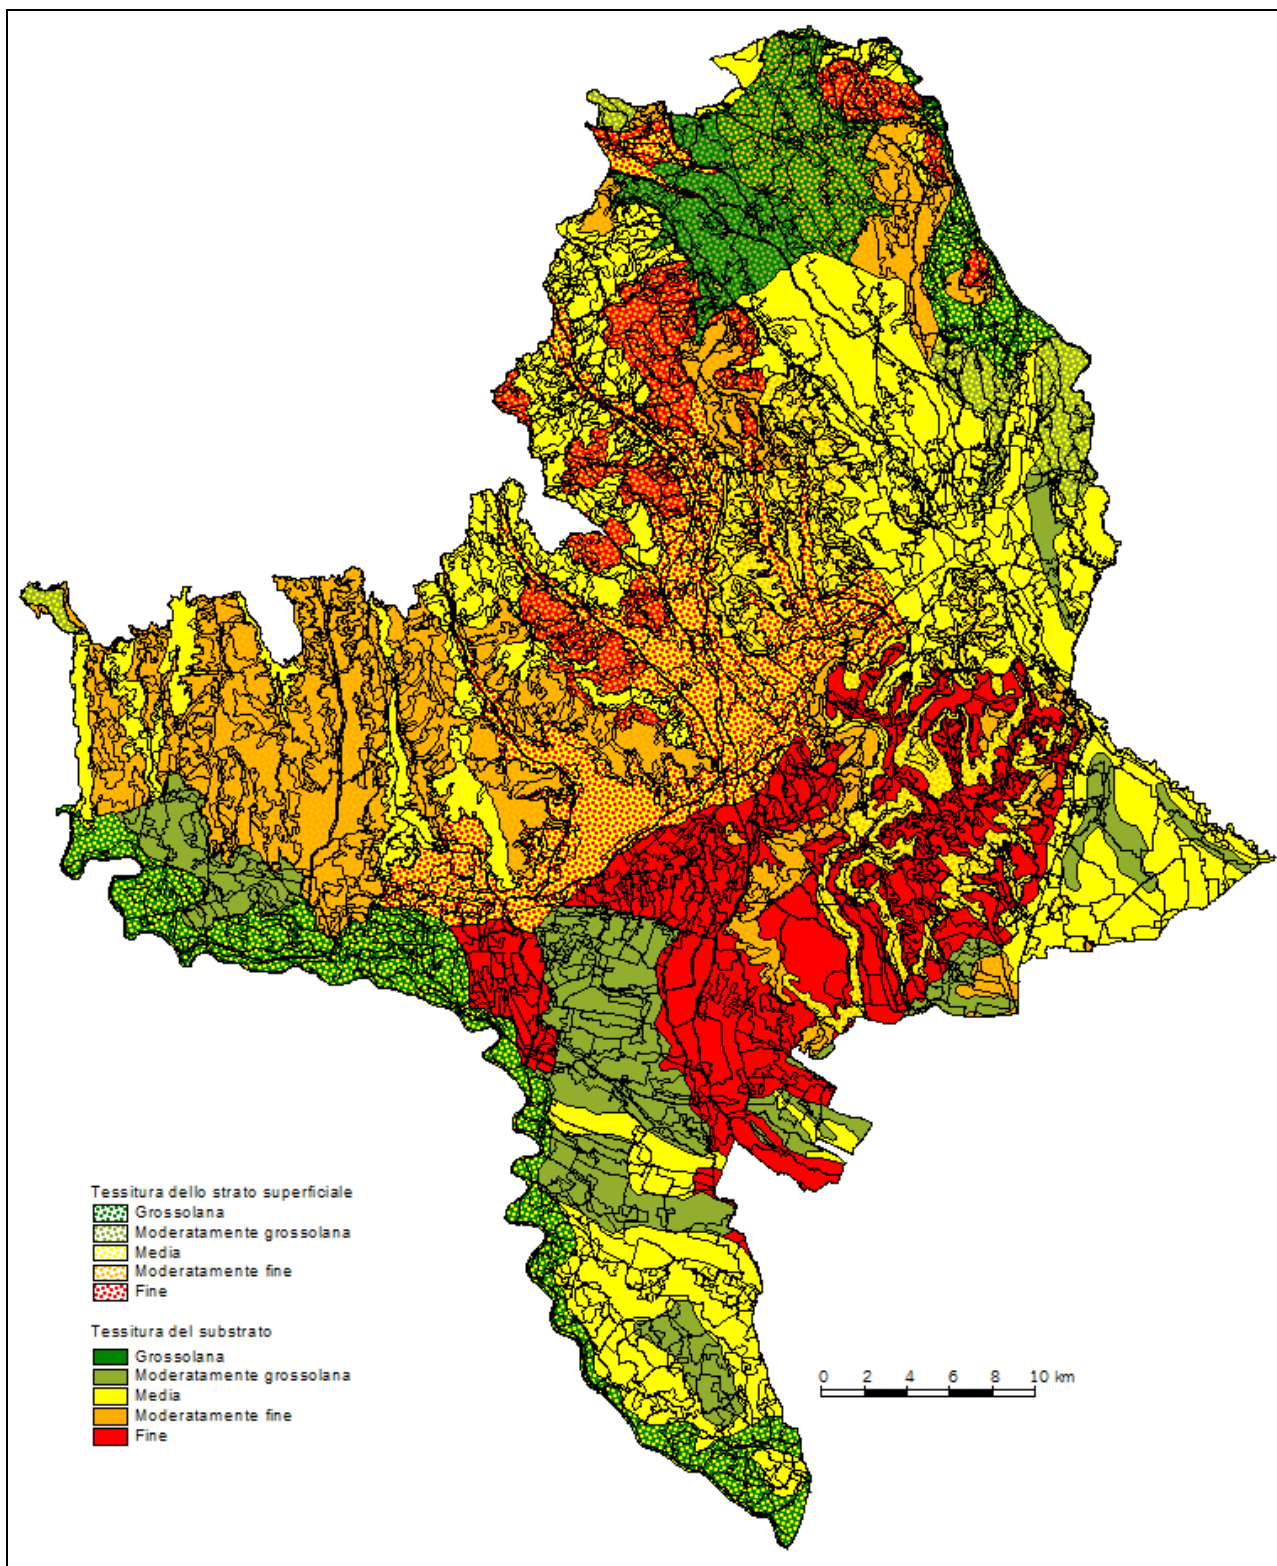 Tessitura dello strato superficiale
Grossolana
Moderatamente grossolana
Media
Moderatamente fine
Fine
Tessitura del substrato
Grossolana
Moderatamente grossolana
Media
Moderatamente fine
Fine
0 2 4 6 8 10 km